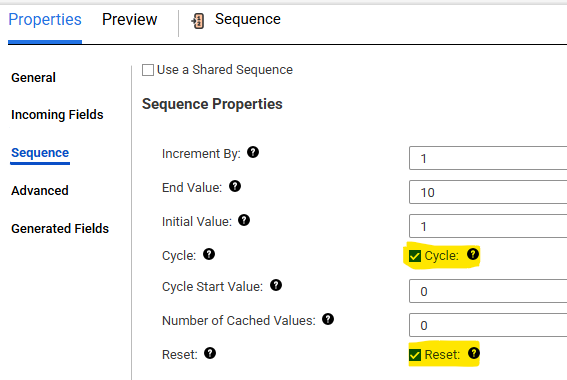 Properties Preview Sequence
General
Use a Shared Sequence
Sequence Properties
Incoming Fields
Sequence
Advanced
Generated Fields
Increment By: ? 1
End Value: ? 10
Initial Value: ? 1
Cycle: ? Cycle: ?
Cycle Start Value: ? 0
Number of Cached Values: ? 0
Reset: ? Reset: ?